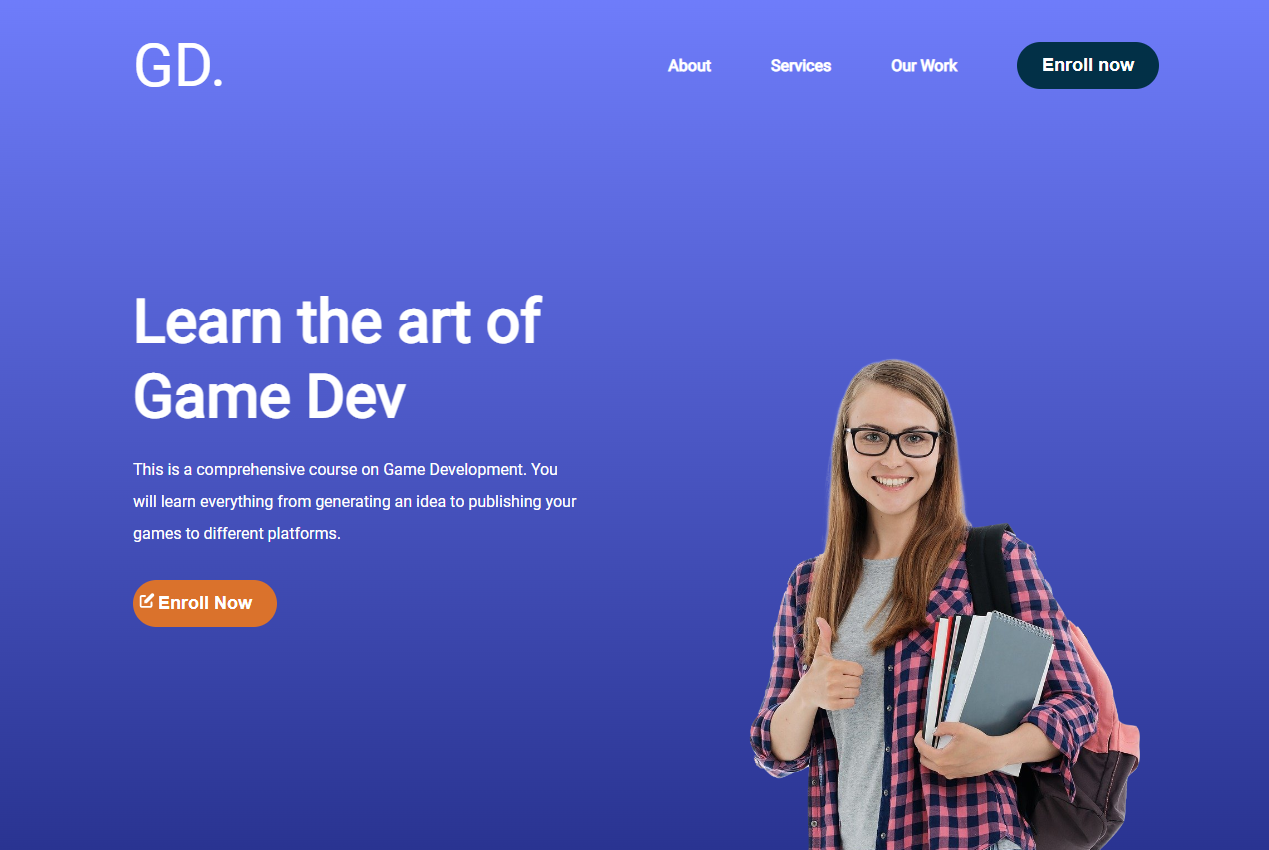 GD.
About Services Our Work Enroll now
Learn the art of
Game Dev
This is a comprehensive course on Game Development. You
will learn everything from generating an idea to publishing your
games to different platforms.
Enroll Now